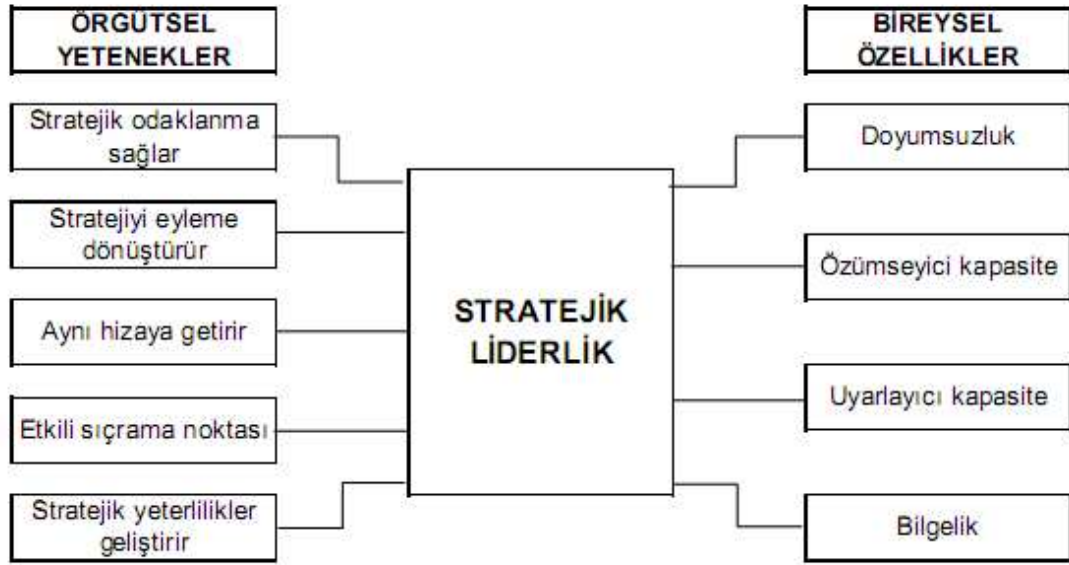 ÖRGÜTSEL
YETENEKLER
Stratejik odaklanma
sağlar
Stratejiyi eyleme
dönüştürür
Aynı hizaya getirir
Etkili sıçrama noktası
Stratejik yeterlilikler
geliştirir
STRATEJİK
LİDERLİK
BİREYSEL
ÖZELLİKLER
Doyumsuzluk
Özümseyici kapasite
Uyarlayıcı kapasite
Bilgelik